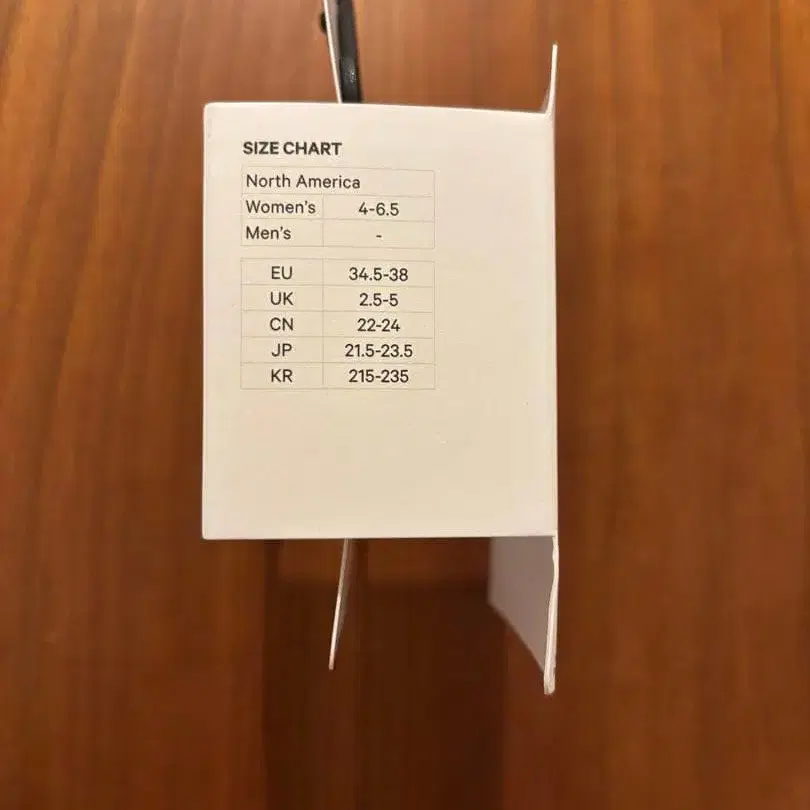 SIZE CHART
North America
Women's 4-6.5
Men's -
EU 34.5-38
UK 2.5-5
CN 22-24
JP 21.5-23.5
KR 215-235